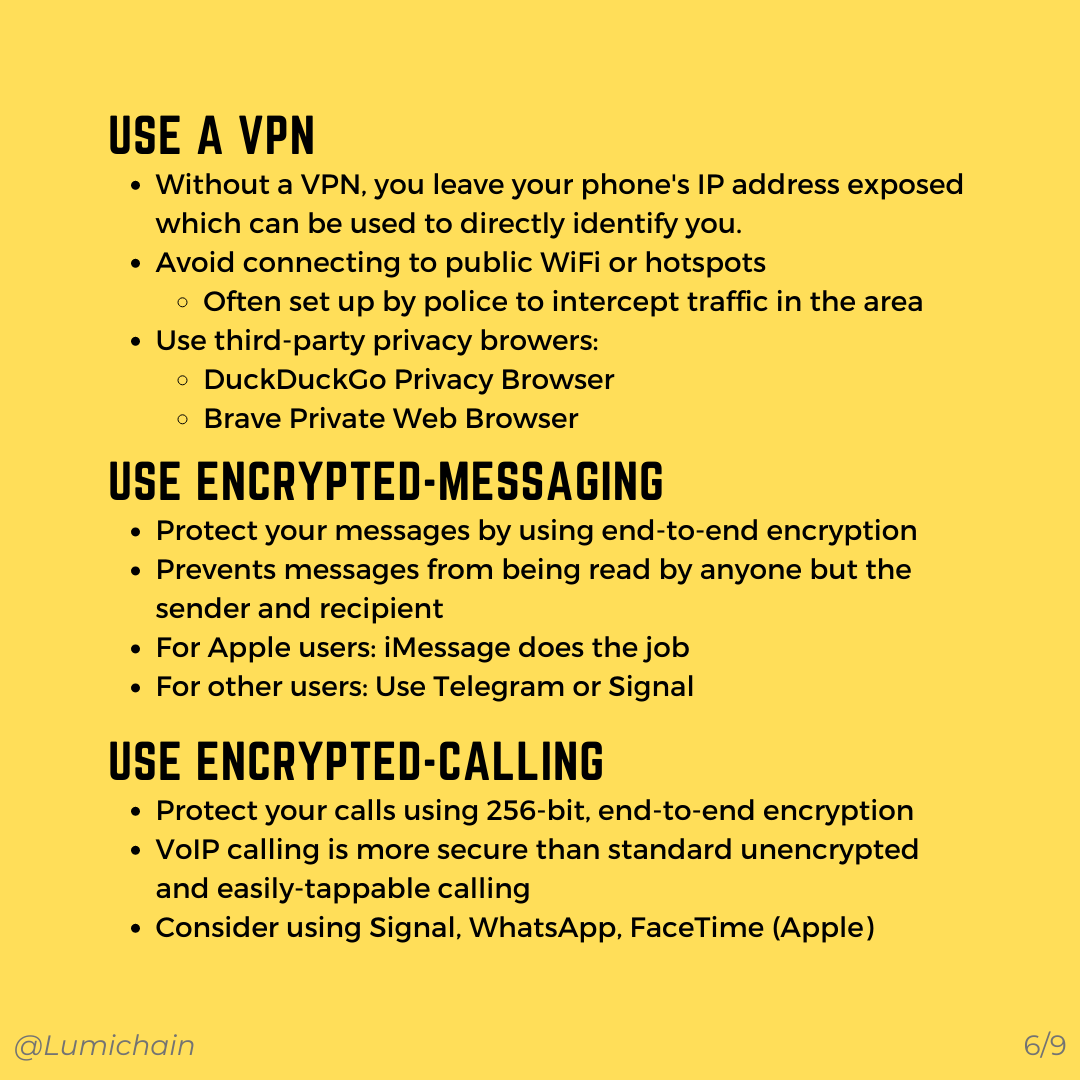 USE A VPN
• Without a VPN, you leave your phone's IP address exposed
which can be used to directly identify you.
• Avoid connecting to public WiFi or hotspots
◦ Often set up by police to intercept traffic in the area
• Use third-party privacy browers:
◦ DuckDuckGo Privacy Browser
◦ Brave Private Web Browser
USE ENCRYPTED-MESSAGING
• Protect your messages by using end-to-end encryption
• Prevents messages from being read by anyone but the
sender and recipient
• For Apple users: iMessage does the job
• For other users: Use Telegram or Signal
USE ENCRYPTED-CALLING
• Protect your calls using 256-bit, end-to-end encryption
• VoIP calling is more secure than standard unencrypted
and easily-tappable calling
• Consider using Signal, WhatsApp, FaceTime (Apple)
@Lumichain
6/9